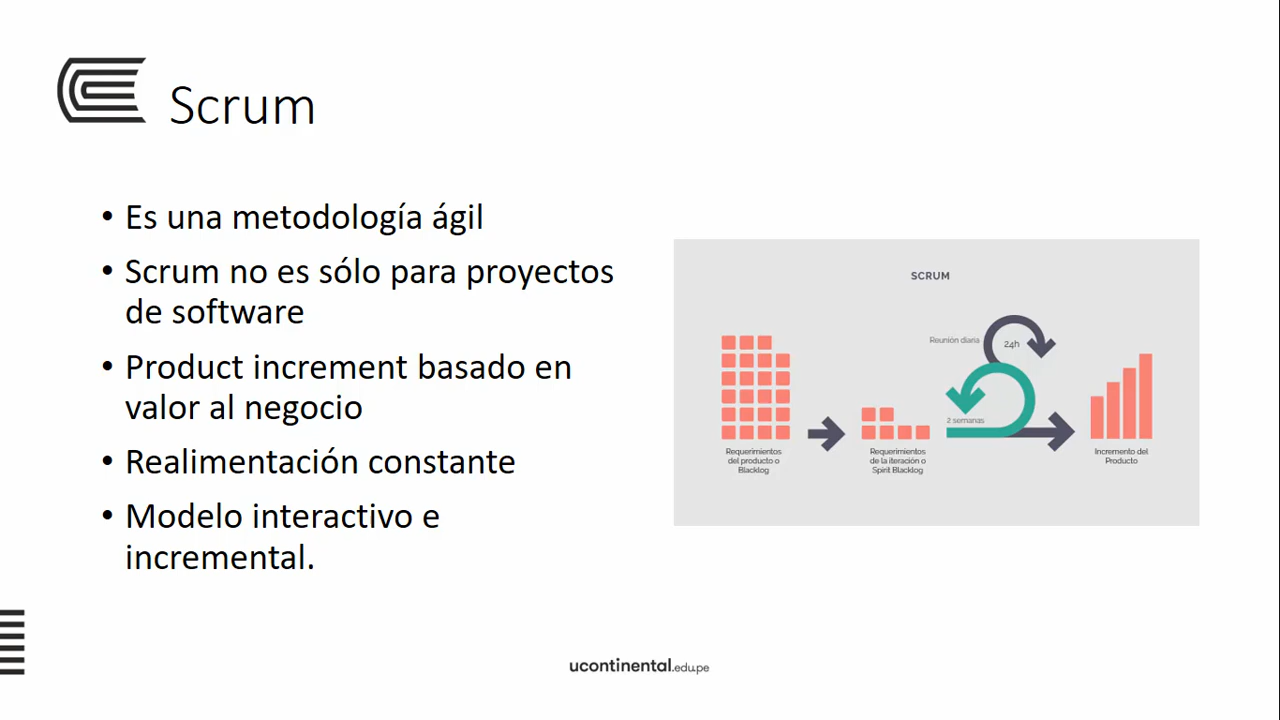 Scrum
• Es una metodología ágil
• Scrum no es sólo para proyectos
de software
• Product increment basado en
valor al negocio
• Realimentación constante
• Modelo interactivo e
incremental.
SCRUM
Reunión diaria
24h
2 semanas
Requerimientos
del producto o
Blacklog
Requerimientos
de la iteración o
Spirit Blacklog
Incremento del
Producto
ucontinental.edu.pe